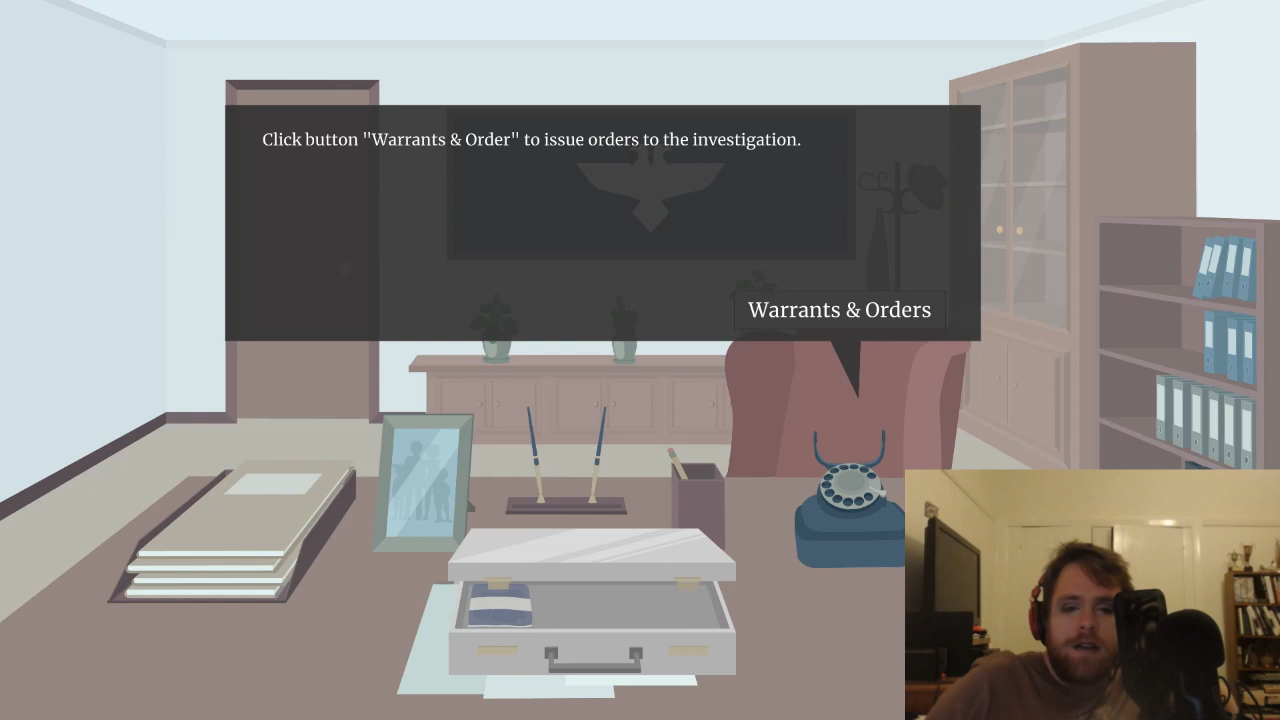 Click button "Warrants & Order" to issue orders to the investigation.
Warrants & Orders